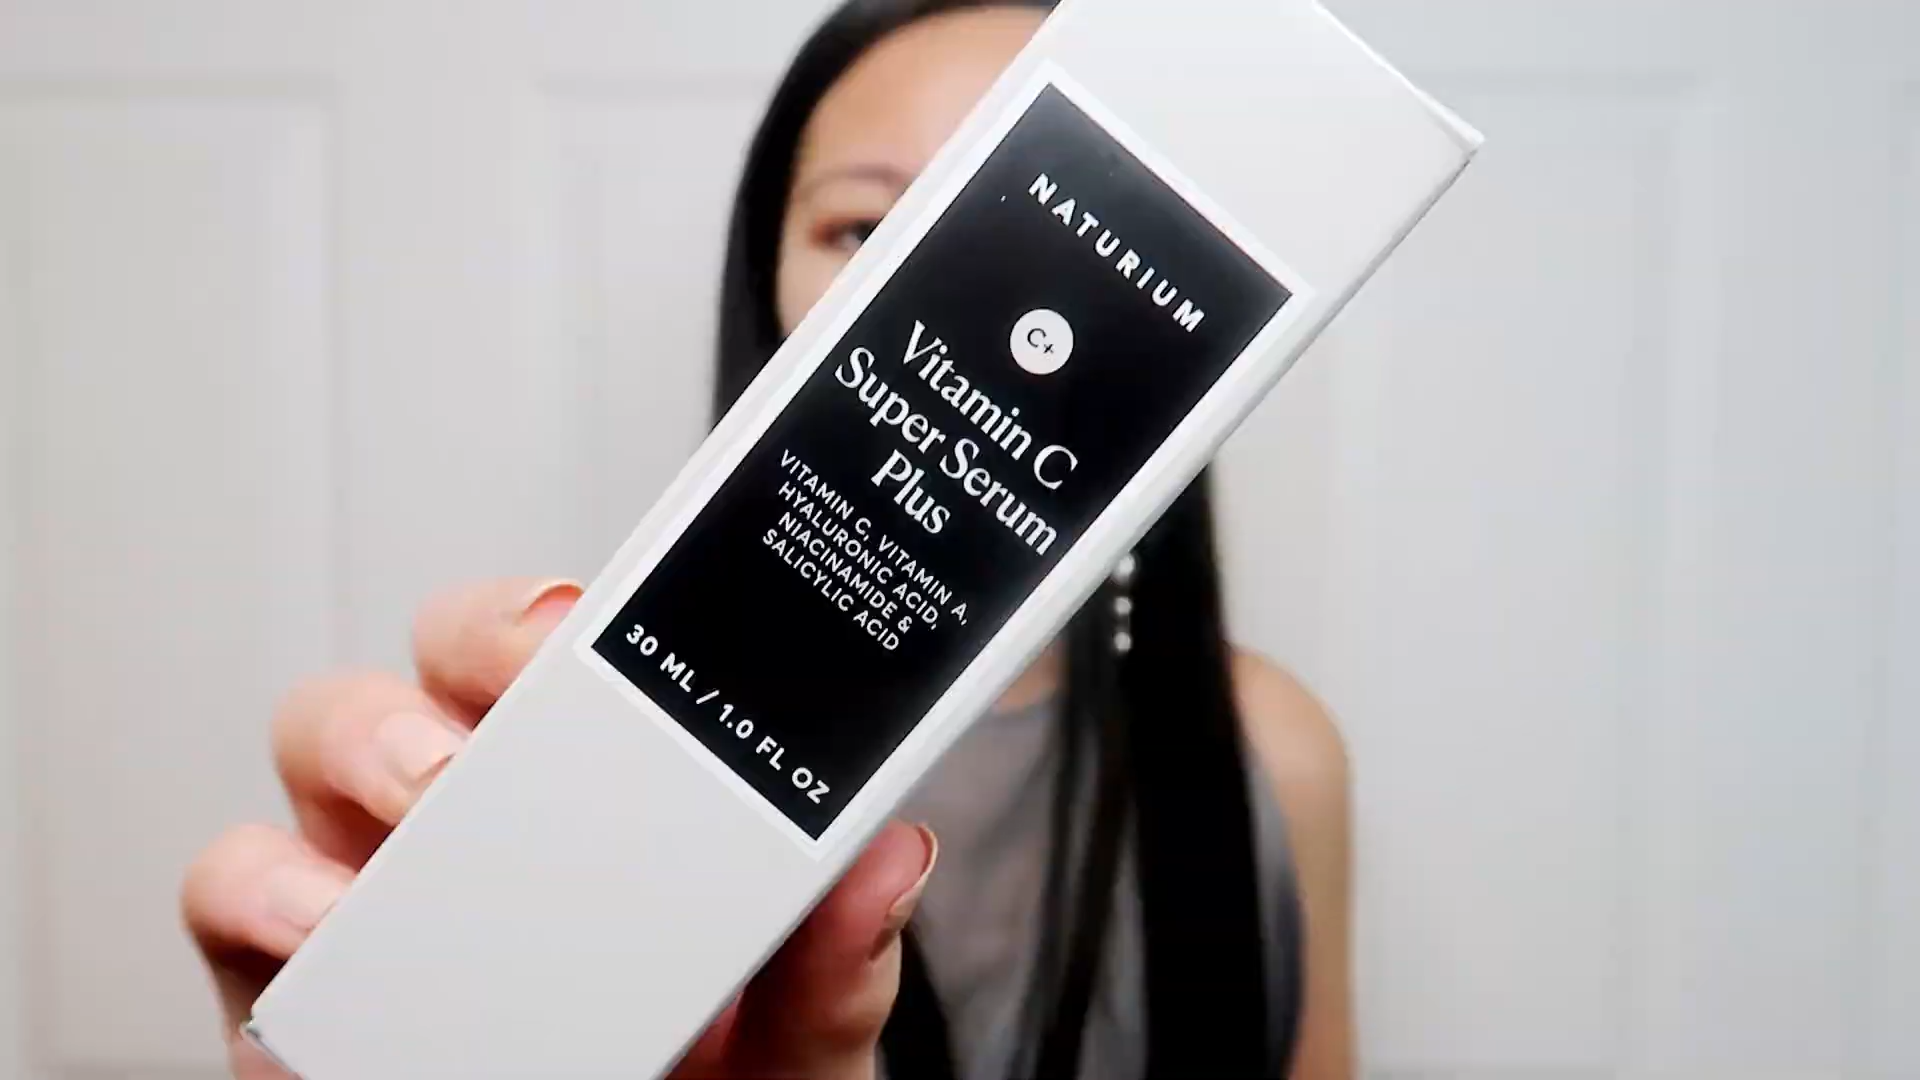 NATURIUM
C+
Vitamin C
Super Serum
Plus
VITAMIN C, VITAMIN A,
HYALURONIC ACID,
NIACINAMIDE &
SALICYLIC ACID
30 ML / 1.0 FL OZ